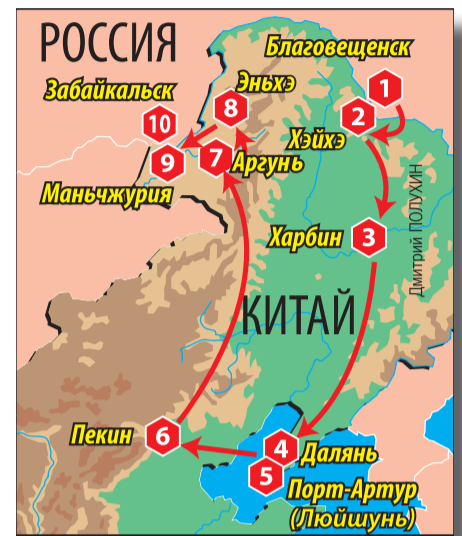 РОССИЯ
Благовещенск
Забайкальск
Эньхэ
1
8
2
10
Хэйхэ
7
9
Аргунь
Маньчжурия
Харбин
3
Дмитрий ПОЛУХИН
КИТАЙ
Пекин
6
4
Далянь
5
Порт-Артур
(Люйшунь)